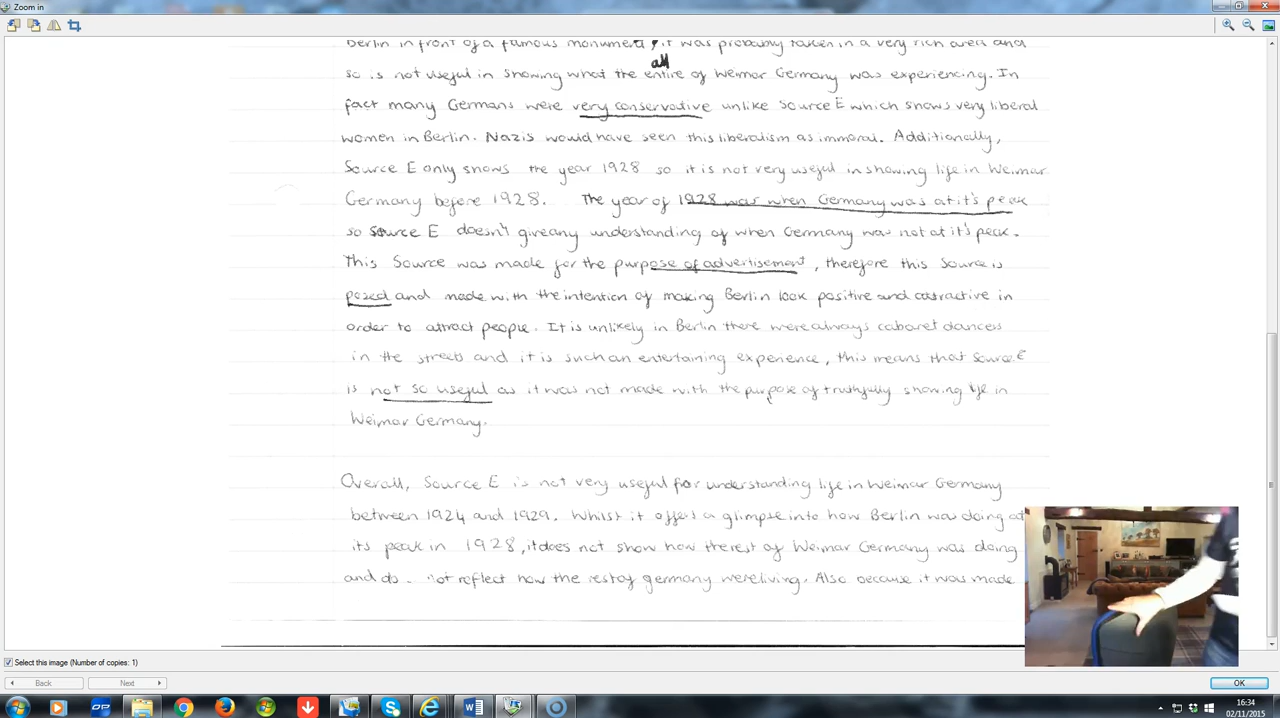 Zoom in
Berlin in front of a famous monument, it was probably taken in a very rich area and
all
so is not useful in showing what the entire of Weimar Germany was experiencing. In
fact many Germans were very conservative unlike Source E which shows very liberal
women in Berlin. Nazis would have seen this liberalism as immoral. Additionally,
Source E only shows the year 1928 so it is not very useful in showing life in Weimar
Germany before 1928. The year of 1928 was when Germany was at it's peak
so Source E doesn't give any understanding of when Germany was not at it's peak.
This Source was made for the purpose of advertisement, therefore this Source is
posed and made with the intention of making Berlin look positive and attractive in
order to attract people. It is unlikely in Berlin there were always cabaret dances
in the streets and it is such an entertaining experience, this means that Source E
is not so useful as it was not made with the purpose of truthfully showing life in
Weimar Germany.
Overall, Source E is not very useful for understanding life in Weimar Germany
between 1924 and 1929. Whilst it offers a glimpse into how Berlin was doing at
its peak in 1928, it does not show how the rest of Weimar Germany was doing
and do not reflect how the rest of germany were living. Also because it was made
Select this image (Number of copies: 1)
Back
Next
OK
16:34
02/11/2015